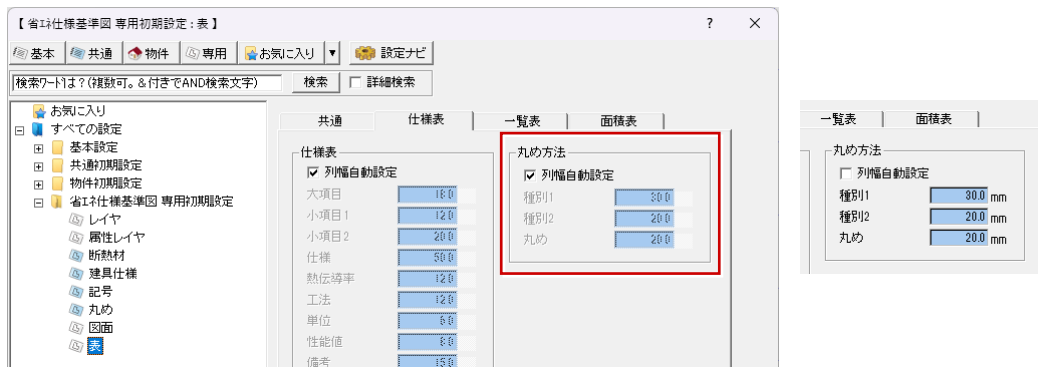 【 省ｴﾈ仕様基準図 専用初期設定 : 表 】 ? ×
基本 共通 物件 専用 お気に入り ▼ 設定ナビ
検索ﾜｰﾄﾞは？(複数可。＆付きでAND検索文字) 検索 詳細検索
お気に入り
すべての設定
基本設定
共通初期設定
物件初期設定
省ｴﾈ仕様基準図 専用初期設定
レイヤ
属性レイヤ
断熱材
建具仕様
記号
丸め
図面
表
共通 仕様表 一覧表 面積表
仕様表
列幅自動設定
大項目 18.0
小項目1 12.0
小項目2 20.0
仕様 50.0
熱伝導率 12.0
工法 12.0
単位
性能値 8.0
備考 15.0
丸め方法
列幅自動設定
種別1 30.0
種別2 20.0
丸め 20.0
一覧表 面積表
丸め方法
列幅自動設定
種別1 30.0 mm
種別2 20.0 mm
丸め 20.0 mm